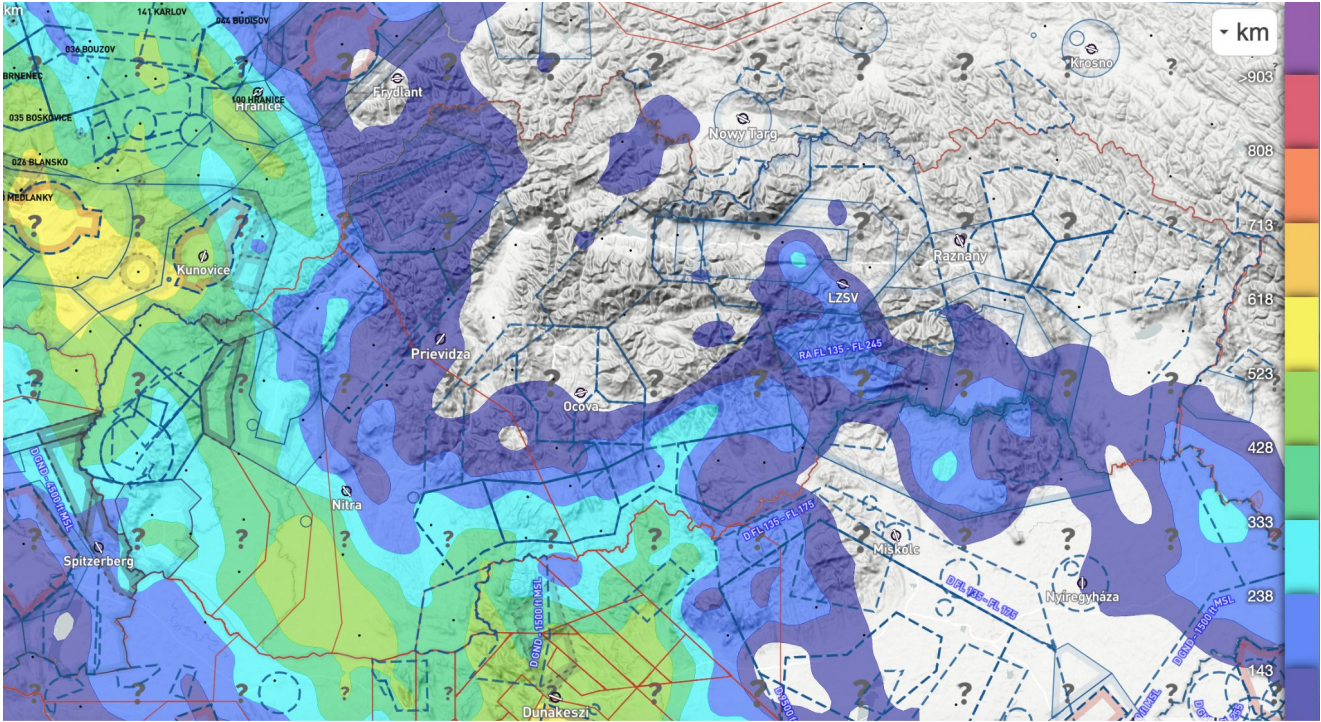 km
141 KARLOV
044 BUDISOV
km
036 BOUZOV
Krosno
BRNENEC
>903
Frydlant
100 HRANICE
Hranice
035 BOSKOVICE
Nowy Targ
808
026 BLANSKO
MEDLANKY
713
Raznany
Kunovice
LZSV
618
RA FL 135 - FL 245
Prievidza
523
Ocova
428
D GND - 4500 ft MSL
Nitra
333
D FL 135 - FL 175
Miskolc
Spitzerberg
D FL 135 - FL 175
238
Nyíregyháza
D GND - 1500 ft MSL
D GND - 1500 ft MSL
143
Dunakeszi